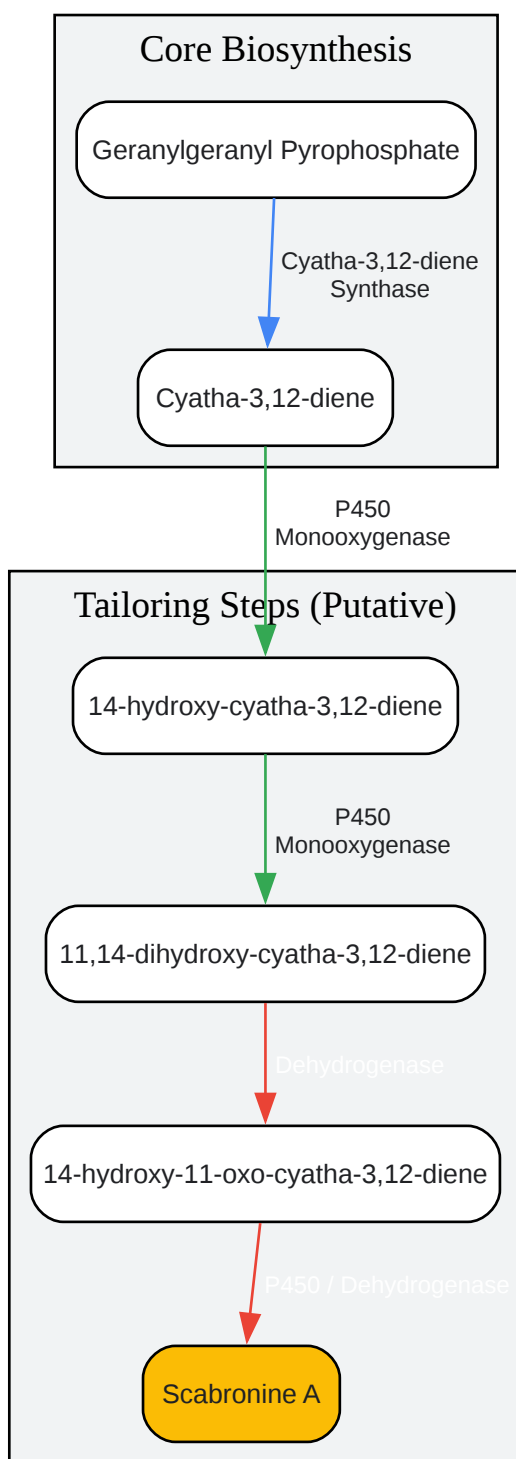 Core Biosynthesis
Geranylgeranyl Pyrophosphate
Cyatha-3,12-diene
Synthase
Cyatha-3,12-diene
P450
Monooxygenase
Tailoring Steps (Putative)
14-hydroxy-cyatha-3,12-diene
P450
Monooxygenase
11,14-dihydroxy-cyatha-3,12-diene
Dehydrogenase
14-hydroxy-11-oxo-cyatha-3,12-diene
P450 / Dehydrogenase
Scabronine A